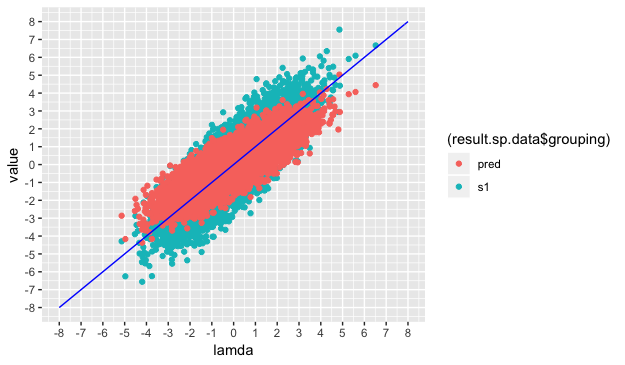 8
7
6
5
4
3
2
1
0
-1
-2
-3
-4
-5
-6
-7
-8
value
-8 -7 -6 -5 -4 -3 -2 -1 0 1 2 3 4 5 6 7 8
lamda
(result.sp.data$grouping)
pred
s1